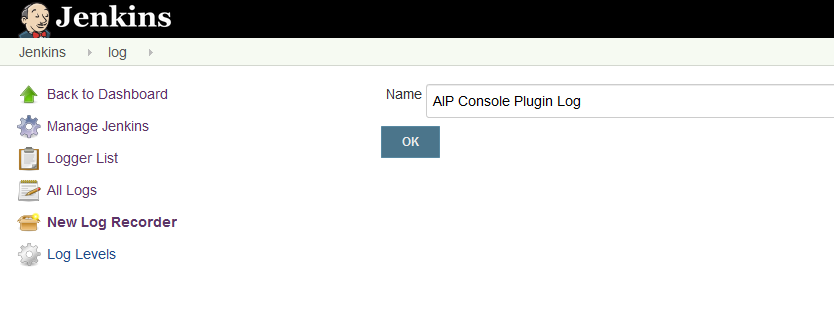 Jenkins
Jenkins
log
Back to Dashboard
Manage Jenkins
Logger List
All Logs
New Log Recorder
Log Levels
Name
AIP Console Plugin Log
OK